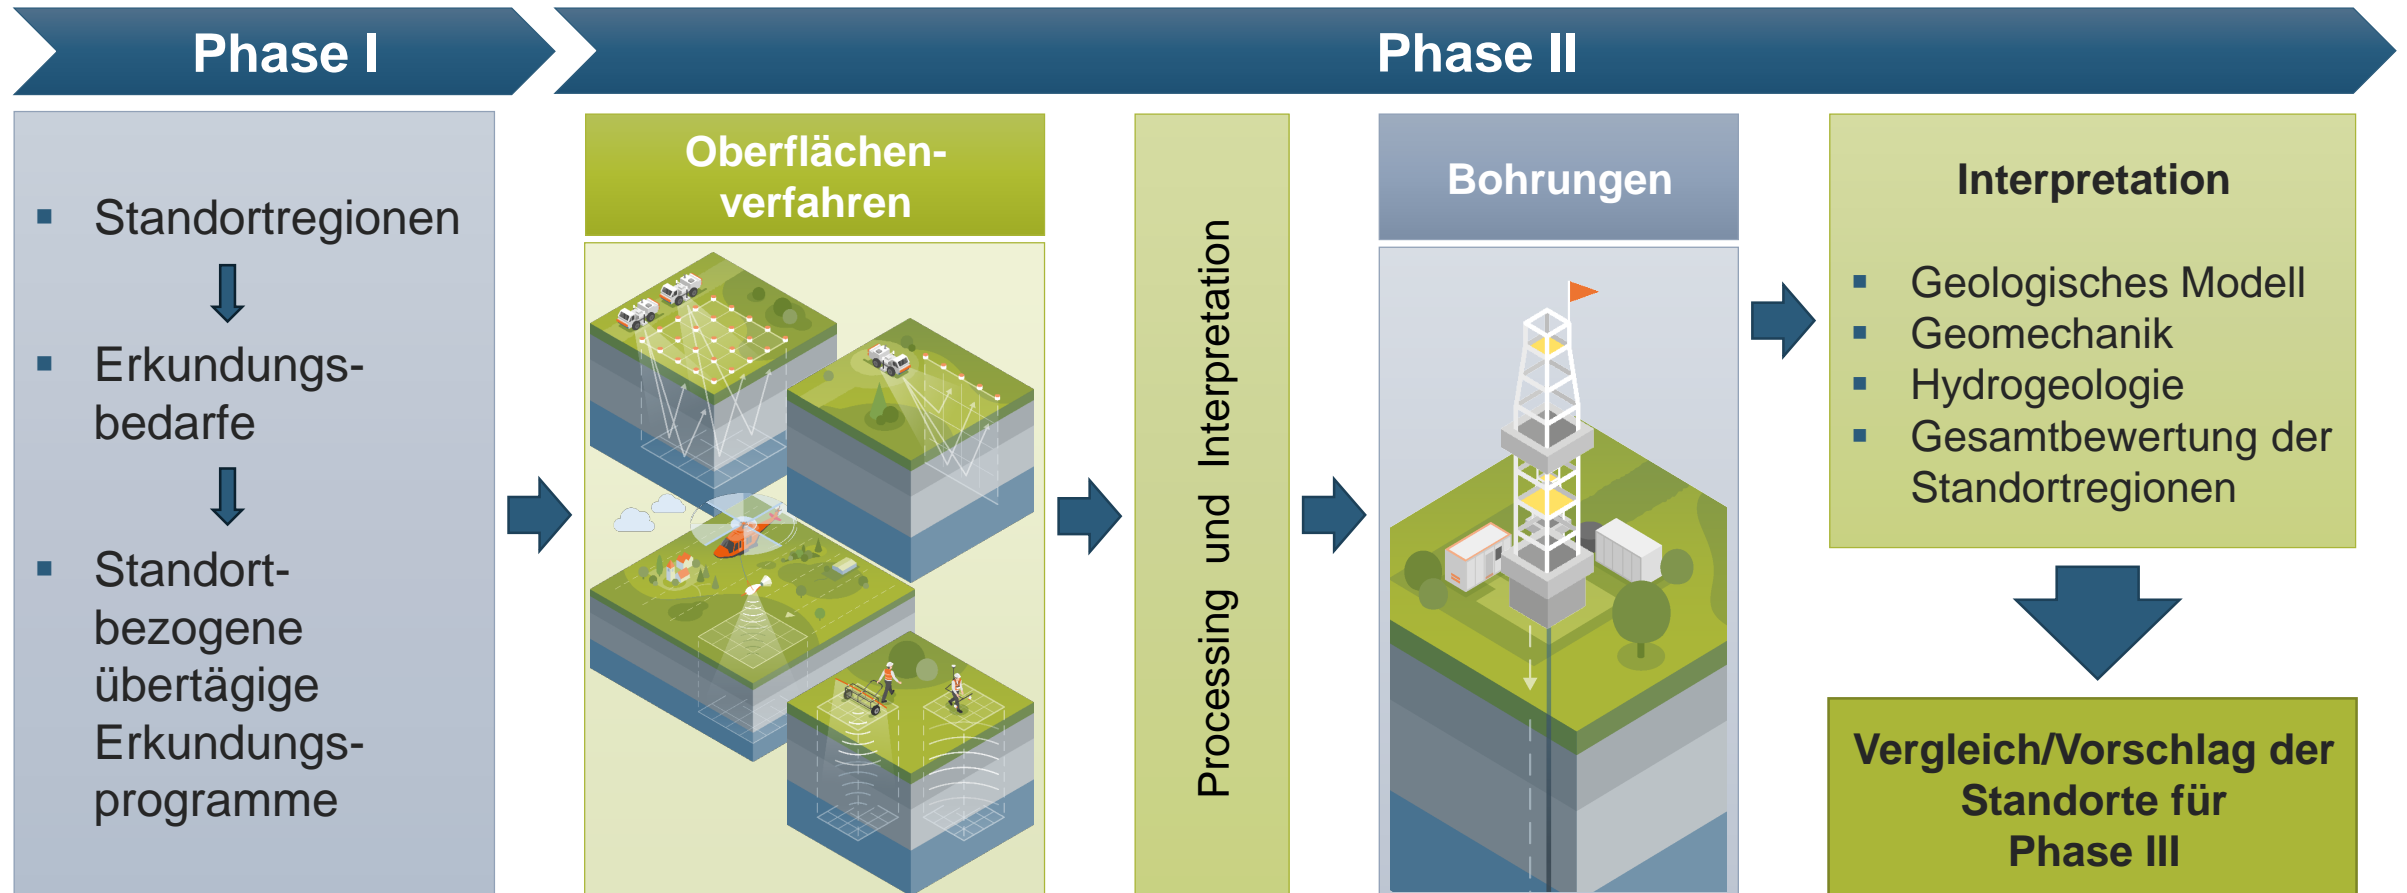 Phase I
Phase II
Standortregionen
Erkundungs-
bedarfe
Standort-
bezogene
übertägige
Erkundungs-
programme
Oberflächen-
verfahren
Processing und Interpretation
Bohrungen
Interpretation
Geologisches Modell
Geomechanik
Hydrogeologie
Gesamtbewertung der
Standortregionen
Vergleich/Vorschlag der
Standorte für
Phase III